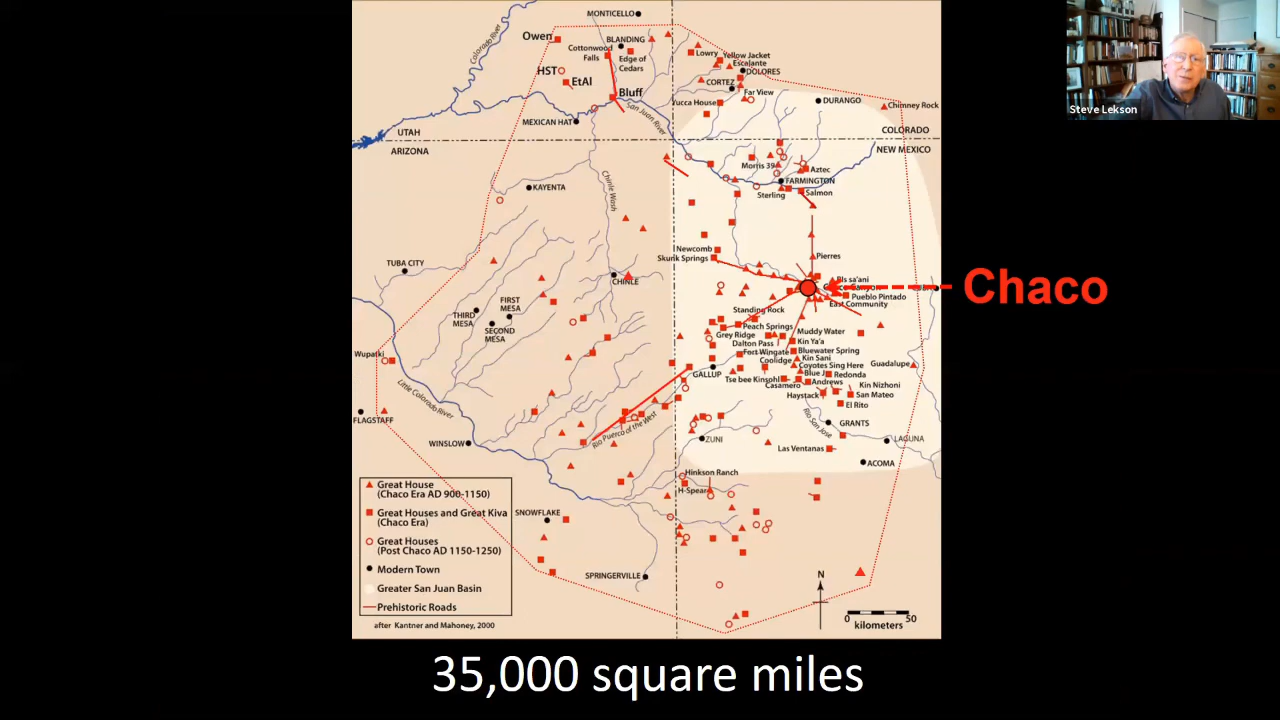 MONTICELLO
Colorado River
Owen
BLANDING
Cottonwood
Falls
Edge of
Cedars
Lowry
Yellow Jacket
Escalante
DOLORES
HST
EtAl
CORTEZ
Bluff
Far View
Yucca House
DURANGO
Chimney Rock
San Juan River
MEXICAN HAT
UTAH
COLORADO
ARIZONA
NEW MEXICO
Morris 39
Aztec
FARMINGTON
KAYENTA
Chinle Wash
Sterling
Salmon
Newcomb
Skunk Springs
Pierres
TUBA CITY
CHINLE
Bis sa'ani
Chaco
Pueblo Pintado
East Community
FIRST
MESA
THIRD
MESA
SECOND
MESA
Standing Rock
Peach Springs
Muddy Water
Grey Ridge
Dalton Pass
Kin Ya'a
Fort Wingate
Bluewater Spring
Coolidge
Kin Sani
Wupatki
Coyotes Sing Here
Guadalupe
GALLUP
Tse bee Kinsohl
Blue J
Redonda
Casamero
Andrews
Kin Nizhoni
Haystack
San Mateo
El Rito
Little Colorado River
FLAGSTAFF
Rio Puerco of the West
Rio San Jose
GRANTS
WINSLOW
ZUNI
LAGUNA
Las Ventanas
ACOMA
Hinkson Ranch
H-Spear
Great House
(Chaco Era AD 900-1150)
Great Houses and Great Kiva
(Chaco Era)
Great Houses
(Post Chaco AD 1150-1250)
Modern Town
Greater San Juan Basin
Prehistoric Roads
after Kantner and Mahoney, 2000
SNOWFLAKE
SPRINGERVILLE
N
0 50
kilometers
35,000 square miles
Steve Lekson